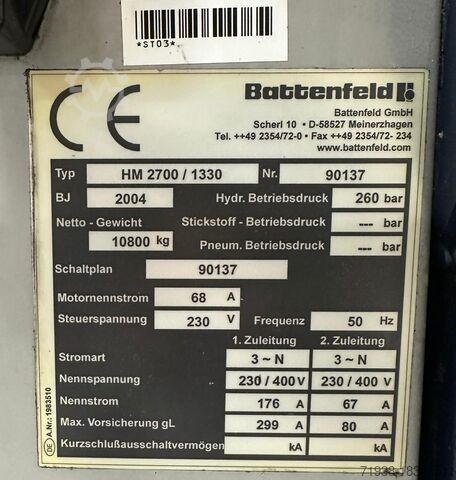 *ST03*
CE
Battenfeld
Battenfeld GmbH
Scherl 10 • D-58527 Meinerzhagen
Tel. ++49 2354/72-0 • Fax ++49 2354/72- 234
www.battenfeld.com
Typ HM 2700 / 1330 Nr. 90137
BJ 2004 Hydr. Betriebsdruck 260 bar
Netto - Gewicht Stickstoff - Betriebsdruck --- bar
10800 kg Pneum. Betriebsdruck --- bar
Schaltplan 90137
Motornennstrom 68 A
Steuerspannung 230 V Frequenz 50 Hz
1. Zuleitung 2. Zuleitung
Stromart 3 ~ N 3 ~ N
Nennspannung 230 / 400 V 230 / 400 V
Nennstrom 176 A 67 A
Max. Vorsicherung gL 299 A 80 A
Kurzschlußausschaltvermögen kA kA
DE A.Nr.: 1983510